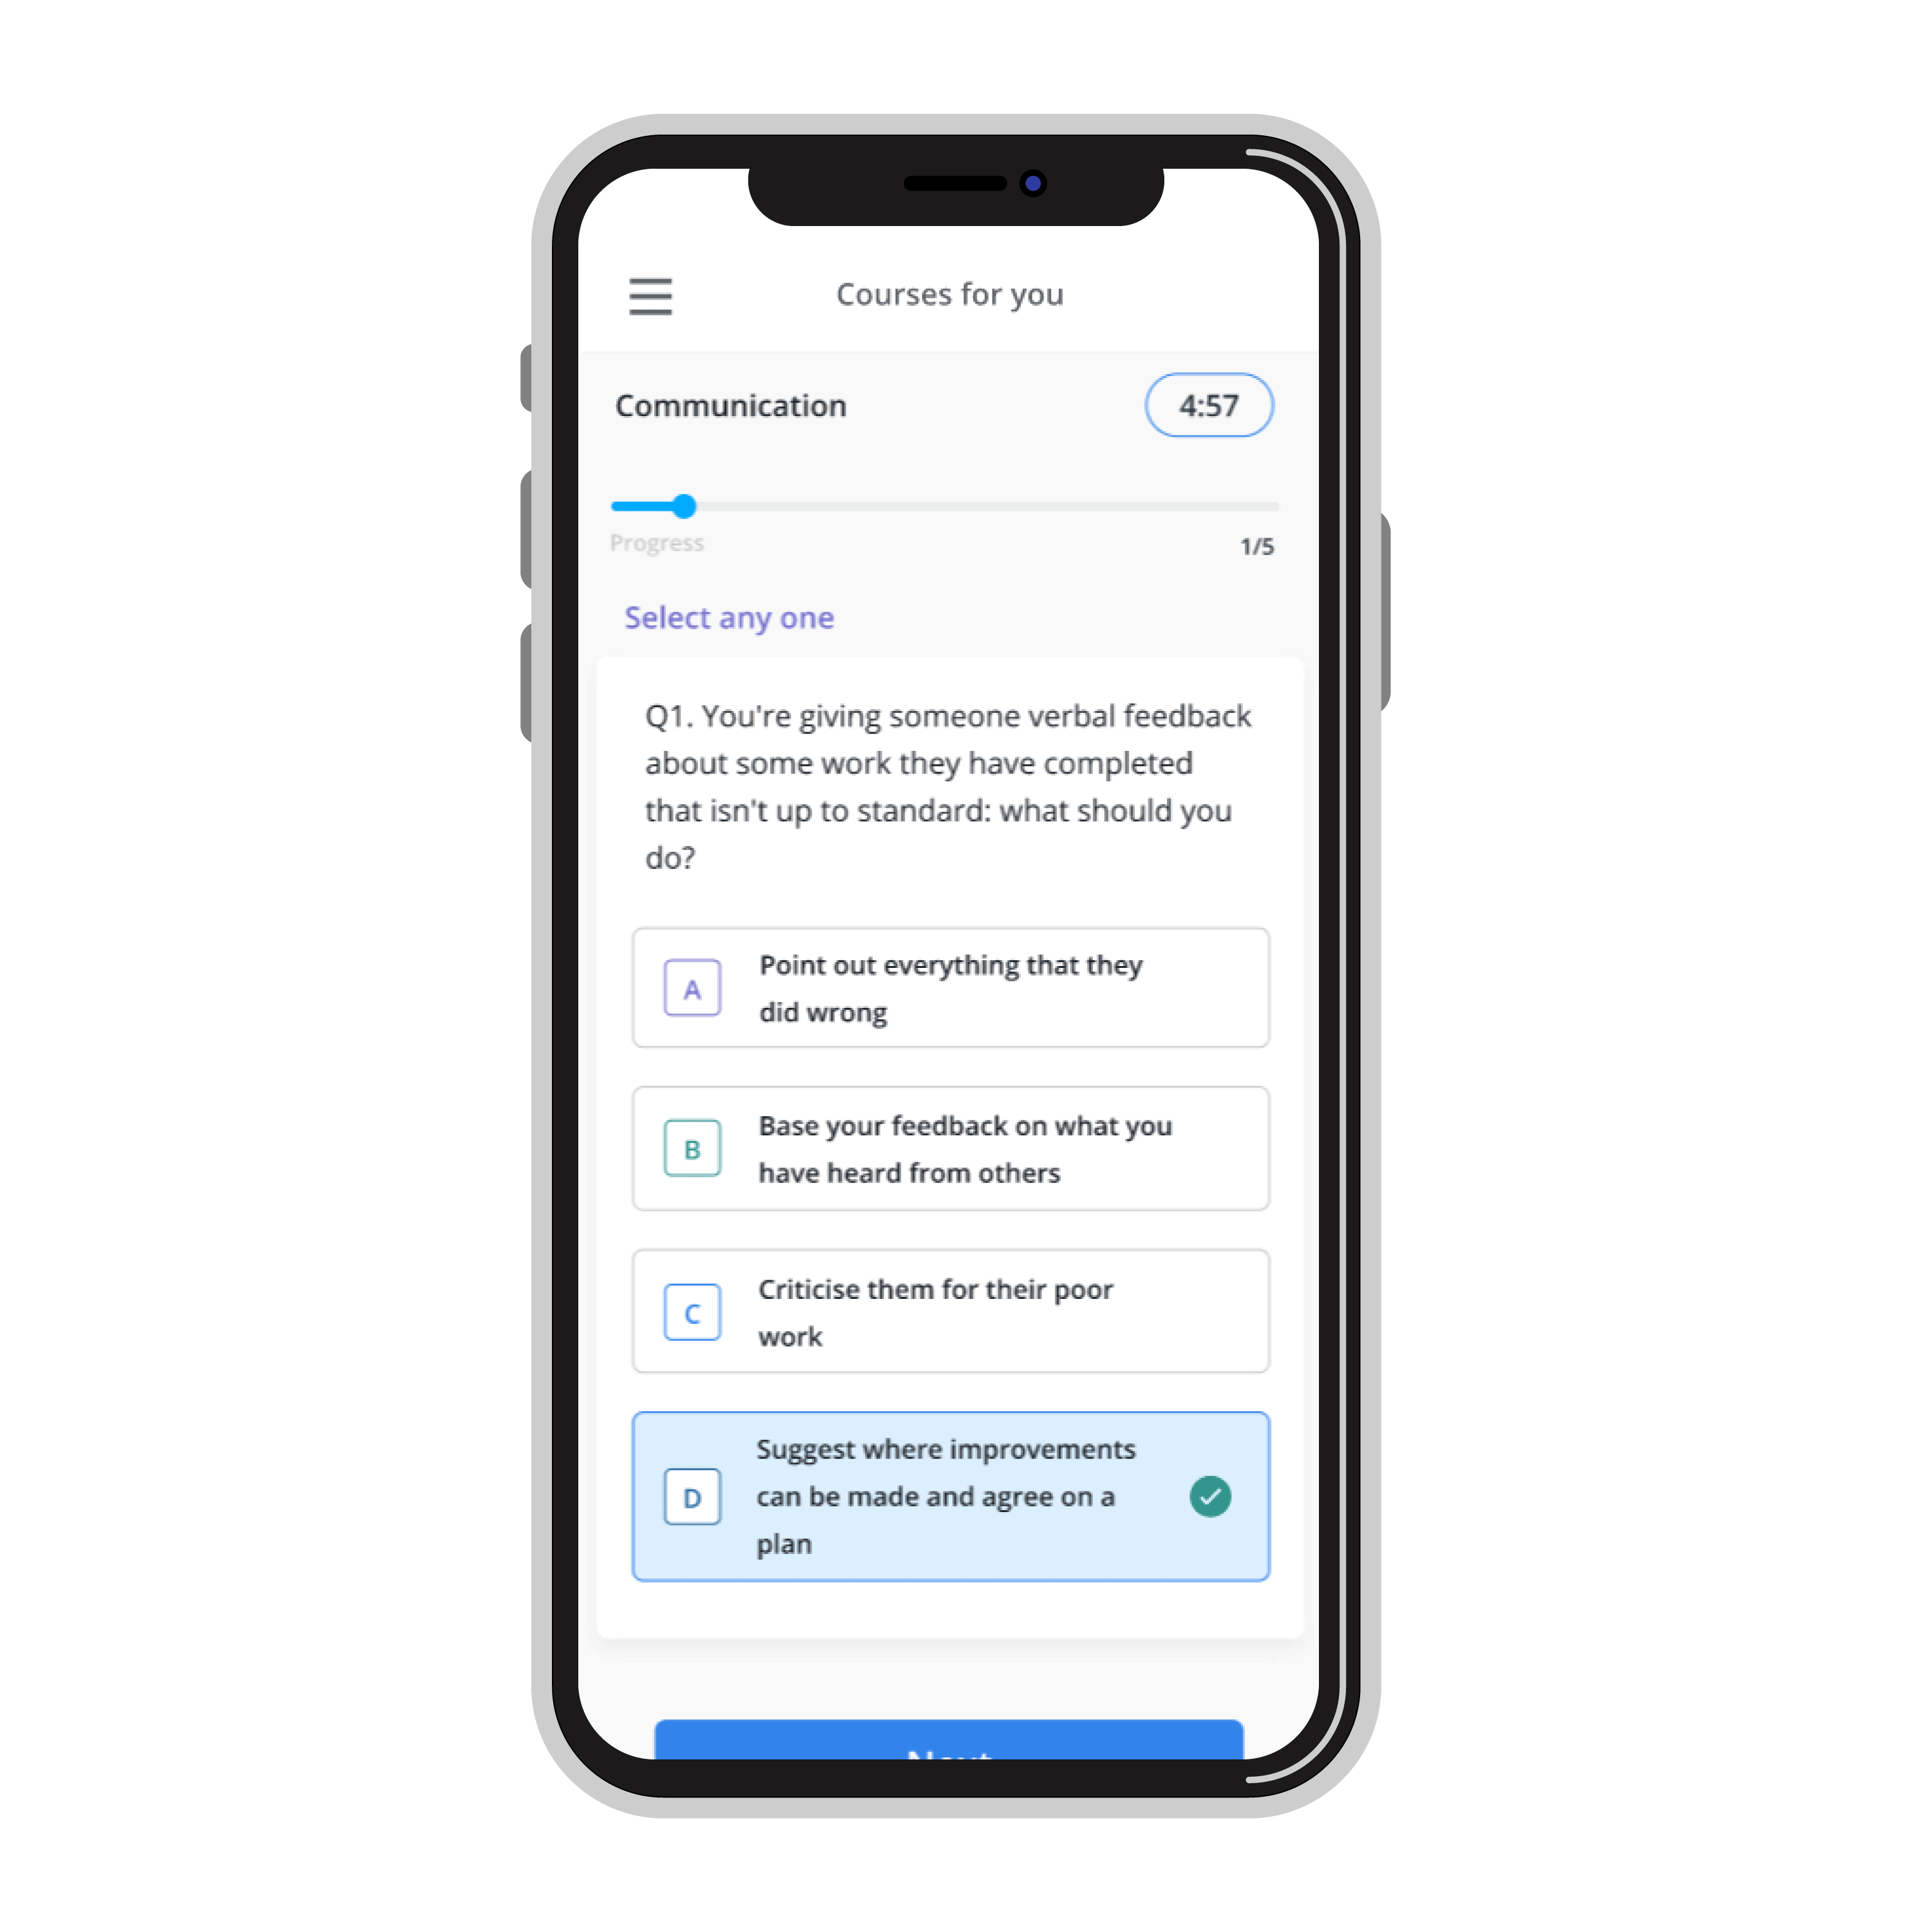 Courses for you
Communication
4:57
Progress
1/5
Select any one
Q1. You're giving someone verbal feedback
about some work they have completed
that isn't up to standard: what should you
do?
A
Point out everything that they
did wrong
B
Base your feedback on what you
have heard from others
C
Criticise them for their poor
work
D
Suggest where improvements
can be made and agree on a
plan
Next